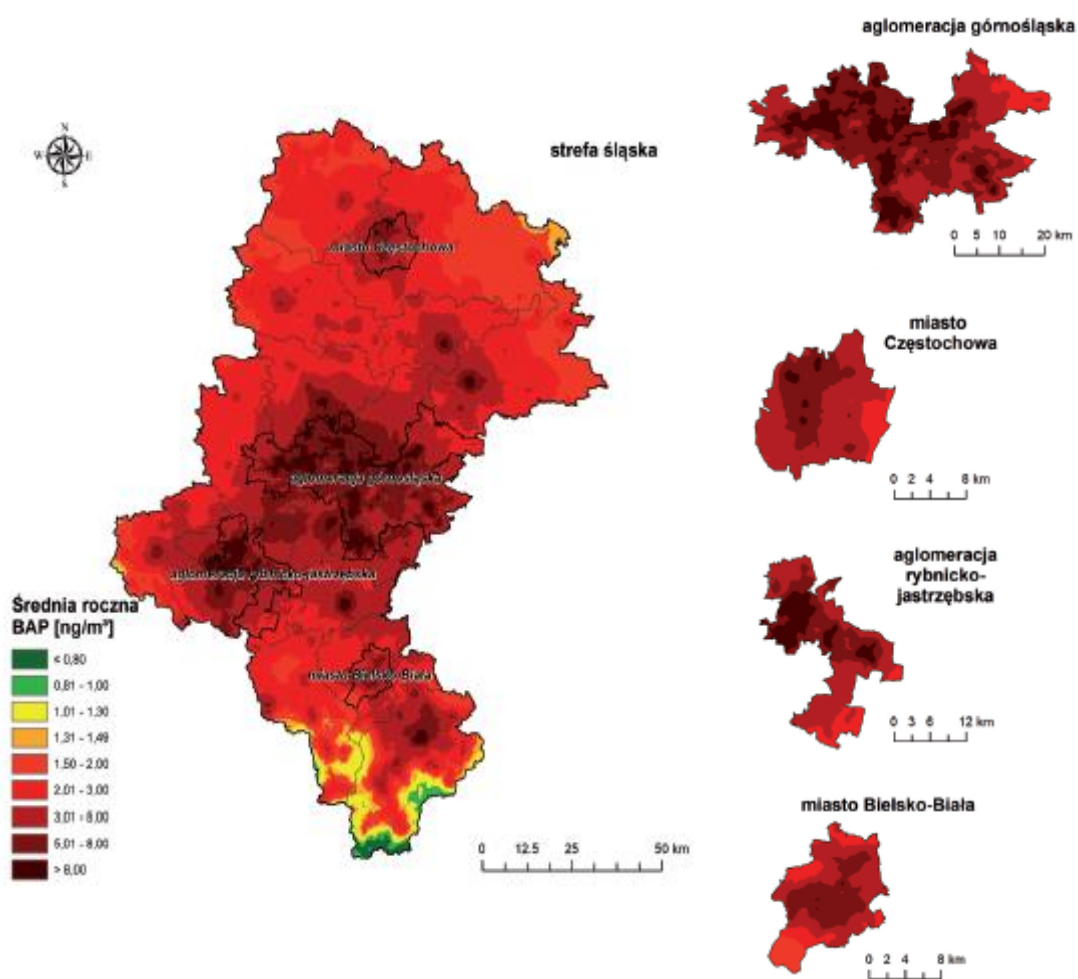 aglomeracja górnośląska
N
W
E
S
strefa śląska
0 5 10 20 km
miasto Częstochowa
miasto
Częstochowa
0 2 4 8 km
aglomeracja górnośląska
aglomeracja rybnicko-jastrzębska
aglomeracja
rybnicko-
jastrzębska
0 3 6 12 km
Średnia roczna
BAP [ng/m³]
≤ 0,80
0,81 - 1,00
1,01 - 1,30
1,31 - 1,49
1,50 - 2,00
2,01 - 3,00
3,01 - 5,00
5,01 - 8,00
> 8,00
miasto Bielsko-Biała
miasto Bielsko-Biała
0 12.5 25 50 km
0 2 4 8 km